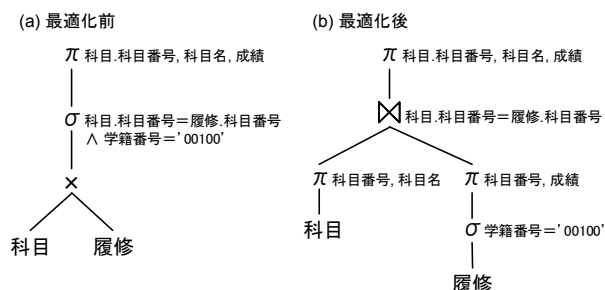 (a) 最適化前
π 科目.科目番号, 科目名, 成績
σ 科目.科目番号＝履修.科目番号
∧ 学籍番号＝'00100'
×
科目 履修
(b) 最適化後
π 科目.科目番号, 科目名, 成績
⋈ 科目.科目番号＝履修.科目番号
π 科目番号, 科目名 π 科目番号, 成績
科目 σ 学籍番号＝'00100'
履修